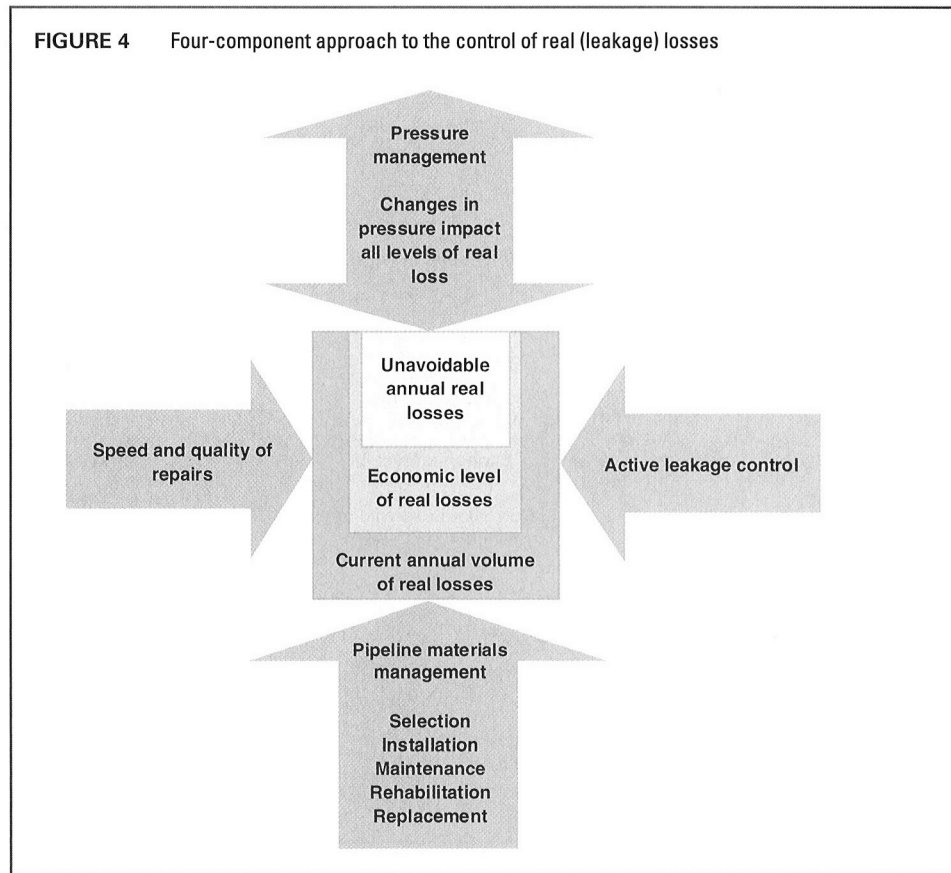 FIGURE 4 Four-component approach to the control of real (leakage) losses
Pressure
management
Changes in
pressure impact
all levels of real
loss
Unavoidable
annual real
losses
Speed and quality of
repairs
Active leakage control
Economic level
of real losses
Current annual volume
of real losses
Pipeline materials
management
Selection
Installation
Maintenance
Rehabilitation
Replacement